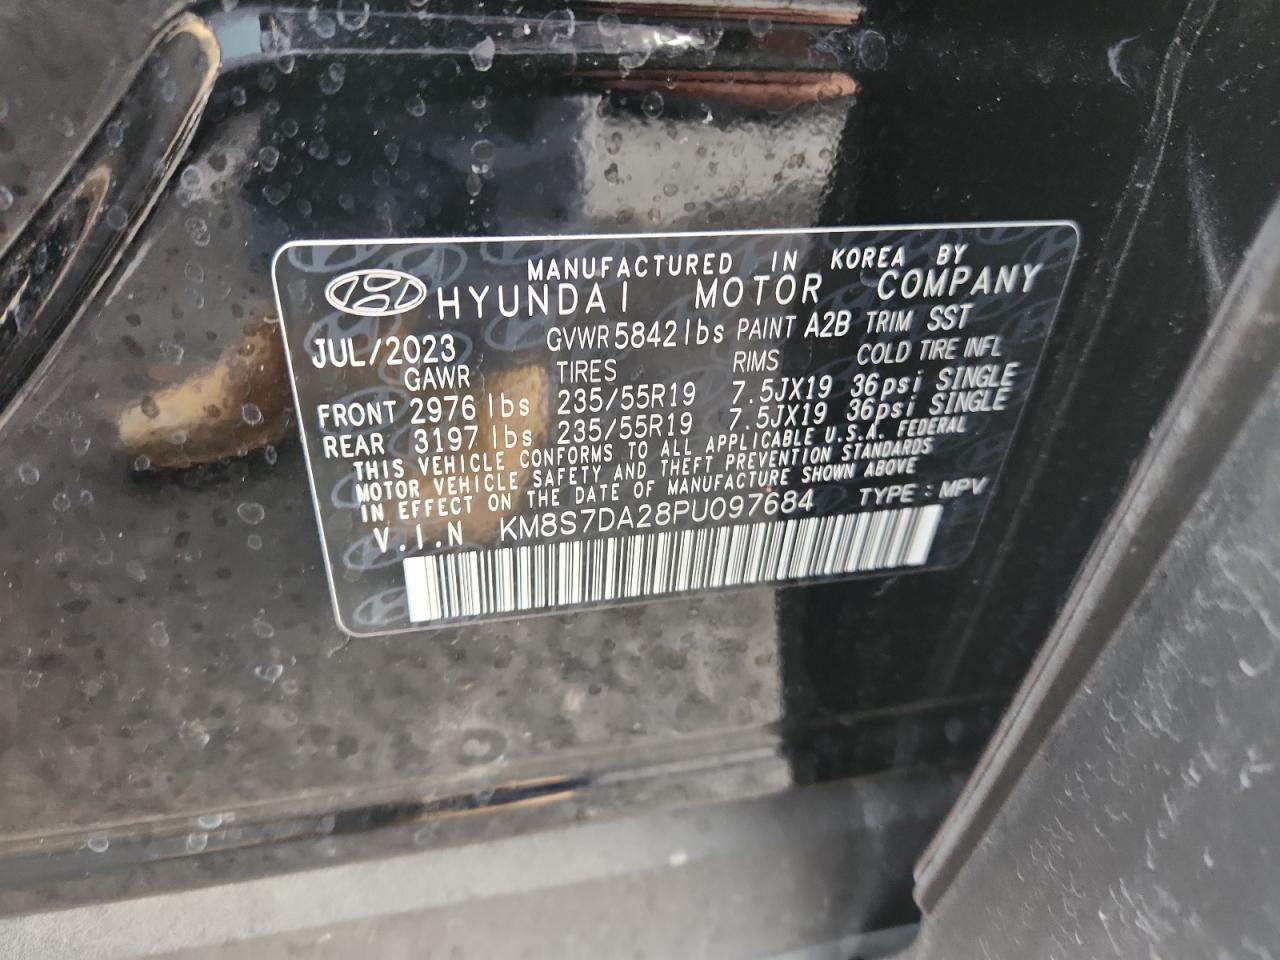 MANUFACTURED IN KOREA BY
HYUNDAI MOTOR COMPANY
JUL/2023 GVWR 5842 lbs PAINT A2B TRIM SST
GAWR TIRES RIMS COLD TIRE INFL
FRONT 2976 lbs 235/55R19 7.5JX19 36psi SINGLE
REAR 3197 lbs 235/55R19 7.5JX19 36psi SINGLE
THIS VEHICLE CONFORMS TO ALL APPLICABLE U.S.A. FEDERAL
MOTOR VEHICLE SAFETY AND THEFT PREVENTION STANDARDS
IN EFFECT ON THE DATE OF MANUFACTURE SHOWN ABOVE
V.I.N KM8S7DA28PU097684 TYPE : MPV